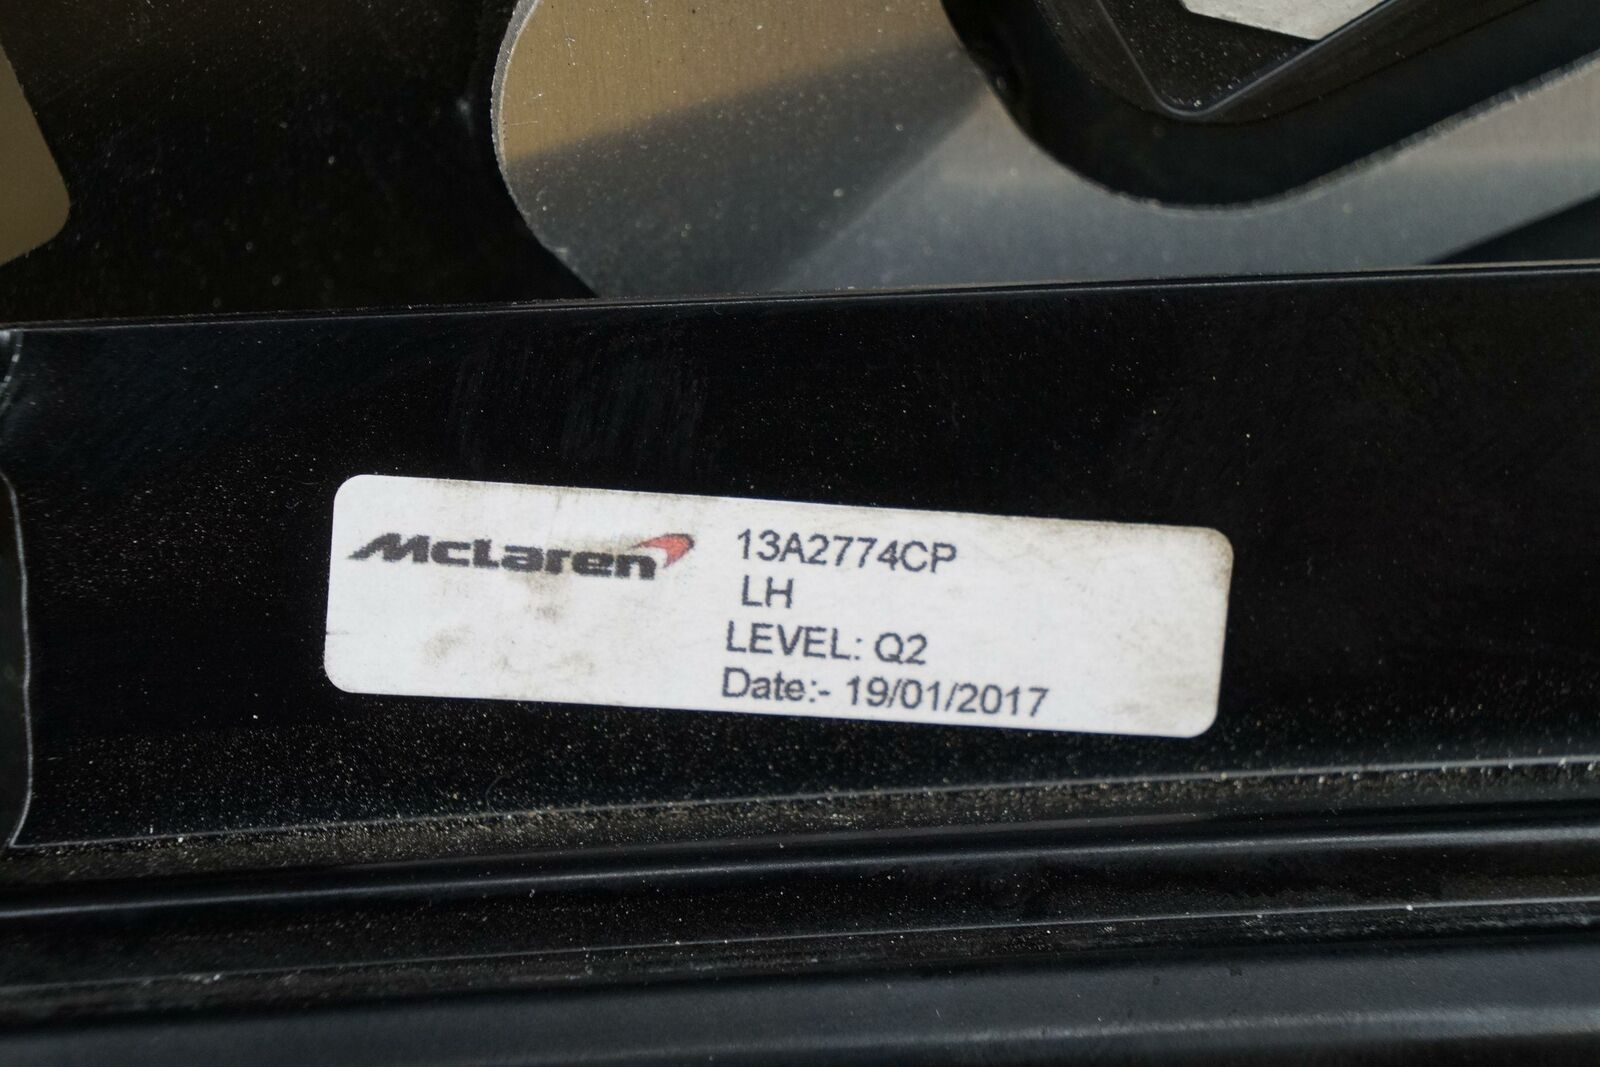 McLaren
13A2774CP
LH
LEVEL: Q2
Date:- 19/01/2017